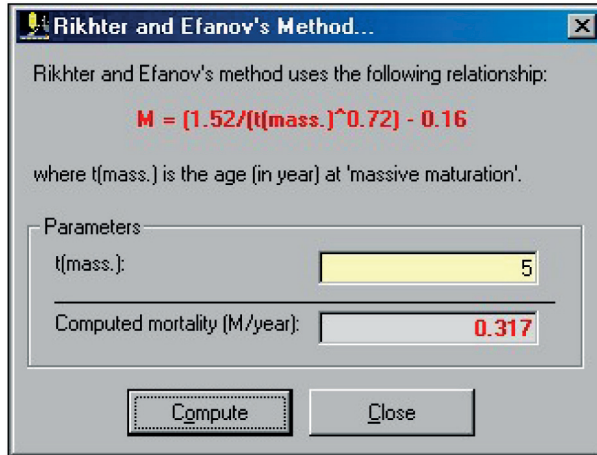 Rikhter and Efanov's Method...
Rikhter and Efanov's method uses the following relationship:
M = (1.52/(t(mass.)^0.72) - 0.16
where t(mass.) is the age (in year) at 'massive maturation'.
Parameters
t(mass.): 5
Computed mortality (M/year): 0.317
Compute Close